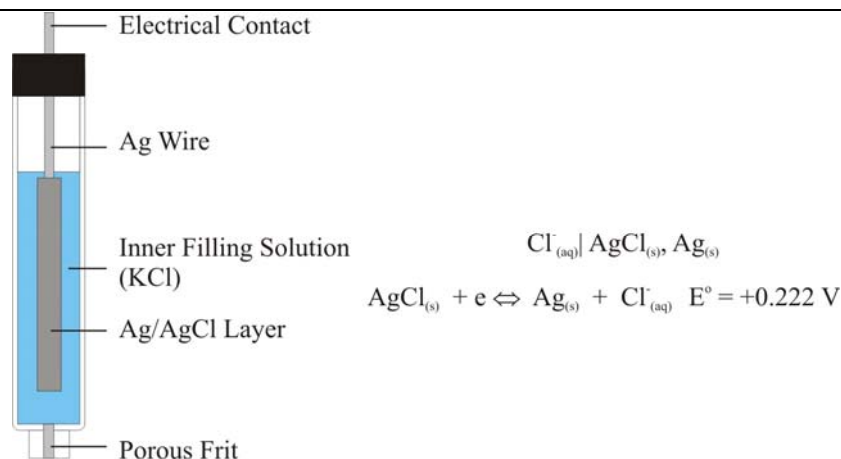 Electrical Contact
Ag Wire
Inner Filling Solution
(KCl)
Ag/AgCl Layer
Porous Frit
Cl⁻(aq)| AgCl(s), Ag(s)
AgCl(s) + e ⇔ Ag(s) + Cl⁻(aq) E° = +0.222 V